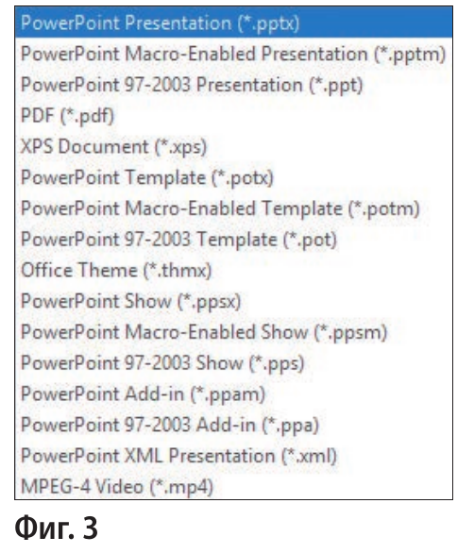 PowerPoint Presentation (*.pptx)
PowerPoint Macro-Enabled Presentation (*.pptm)
PowerPoint 97-2003 Presentation (*.ppt)
PDF (*.pdf)
XPS Document (*.xps)
PowerPoint Template (*.potx)
PowerPoint Macro-Enabled Template (*.potm)
PowerPoint 97-2003 Template (*.pot)
Office Theme (*.thmx)
PowerPoint Show (*.ppsx)
PowerPoint Macro-Enabled Show (*.ppsm)
PowerPoint 97-2003 Show (*.pps)
PowerPoint Add-in (*.ppam)
PowerPoint 97-2003 Add-in (*.ppa)
PowerPoint XML Presentation (*.xml)
MPEG-4 Video (*.mp4)
Фиг. 3